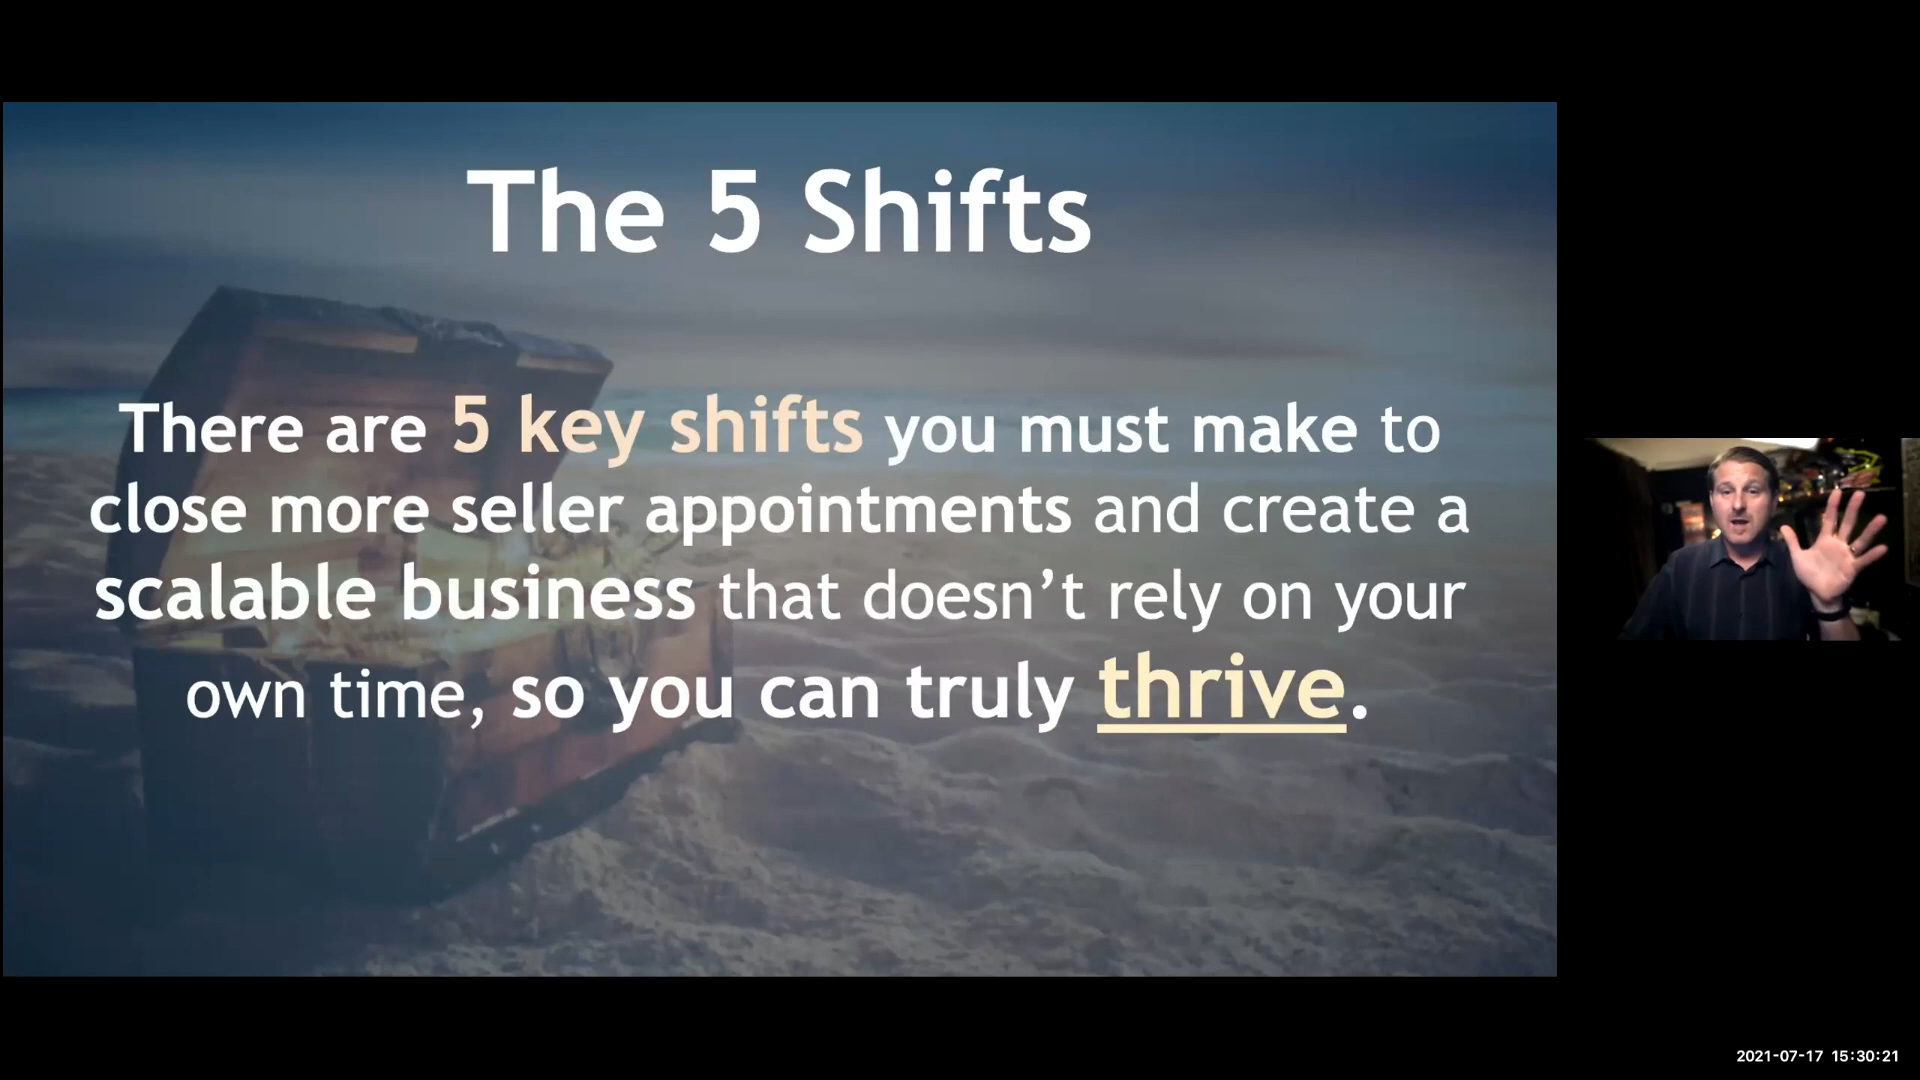 The 5 Shifts
There are 5 key shifts you must make to
close more seller appointments and create a
scalable business that doesn’t rely on your
own time, so you can truly thrive.
2021-07-17 15:30:21